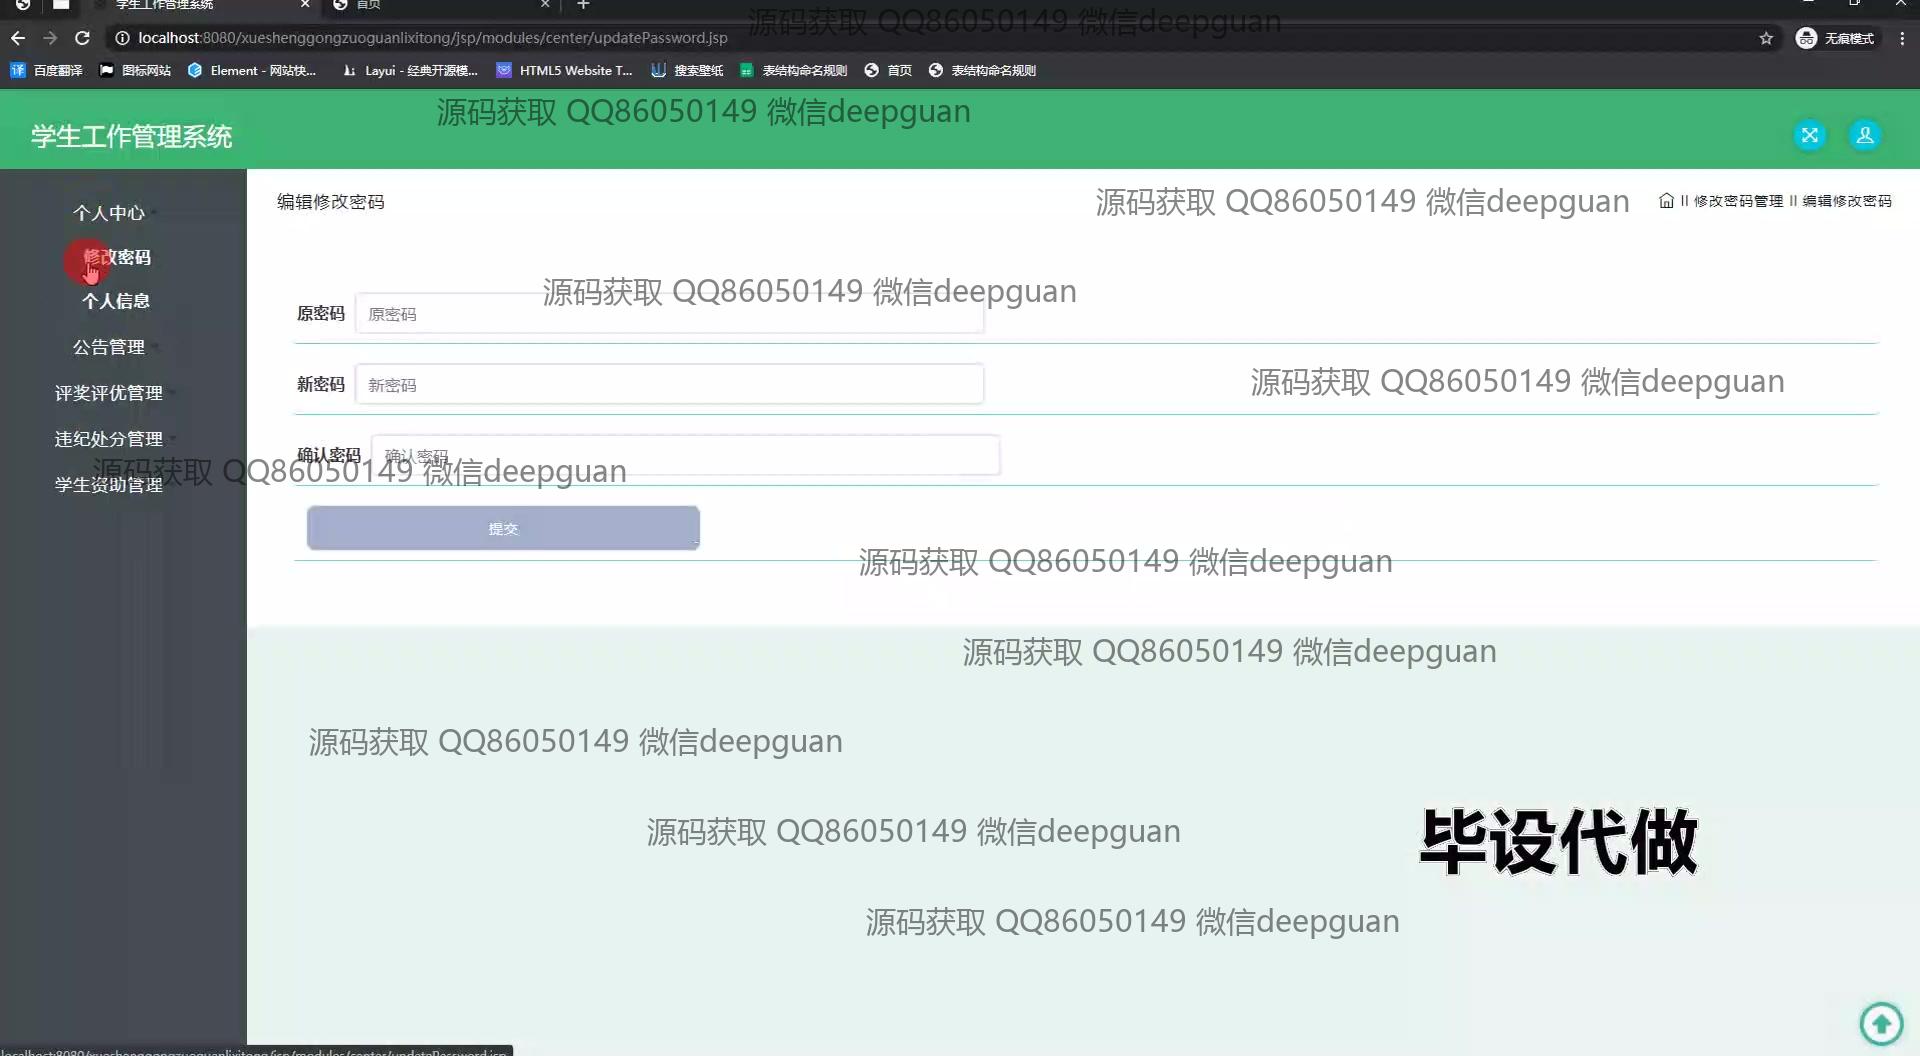 学生工作管理系统
首页
源码获取 QQ86050149 微信deepguan
localhost:8080/xueshenggongzuoguanlixitong/jsp/modules/center/updatePassword.jsp
无痕模式
百度翻译 图标网站 Element - 网站快... Layui - 经典开源模... HTML5 Website T... 搜索壁纸 表结构命名规则 首页 表结构命名规则
源码获取 QQ86050149 微信deepguan
学生工作管理系统
个人中心
修改密码
个人信息
公告管理
评奖评优管理
违纪处分管理
学生资助管理
编辑修改密码
源码获取 QQ86050149 微信deepguan
II 修改密码管理 II 编辑修改密码
源码获取 QQ86050149 微信deepguan
原密码 原密码
新密码 新密码
源码获取 QQ86050149 微信deepguan
确认密码 确认密码
源码获取 QQ86050149 微信deepguan
提交
源码获取 QQ86050149 微信deepguan
源码获取 QQ86050149 微信deepguan
源码获取 QQ86050149 微信deepguan
源码获取 QQ86050149 微信deepguan
毕设代做
源码获取 QQ86050149 微信deepguan
localhost:8080/xueshenggongzuoguanlixitong/jsp/modules/center/updatePassword.jsp